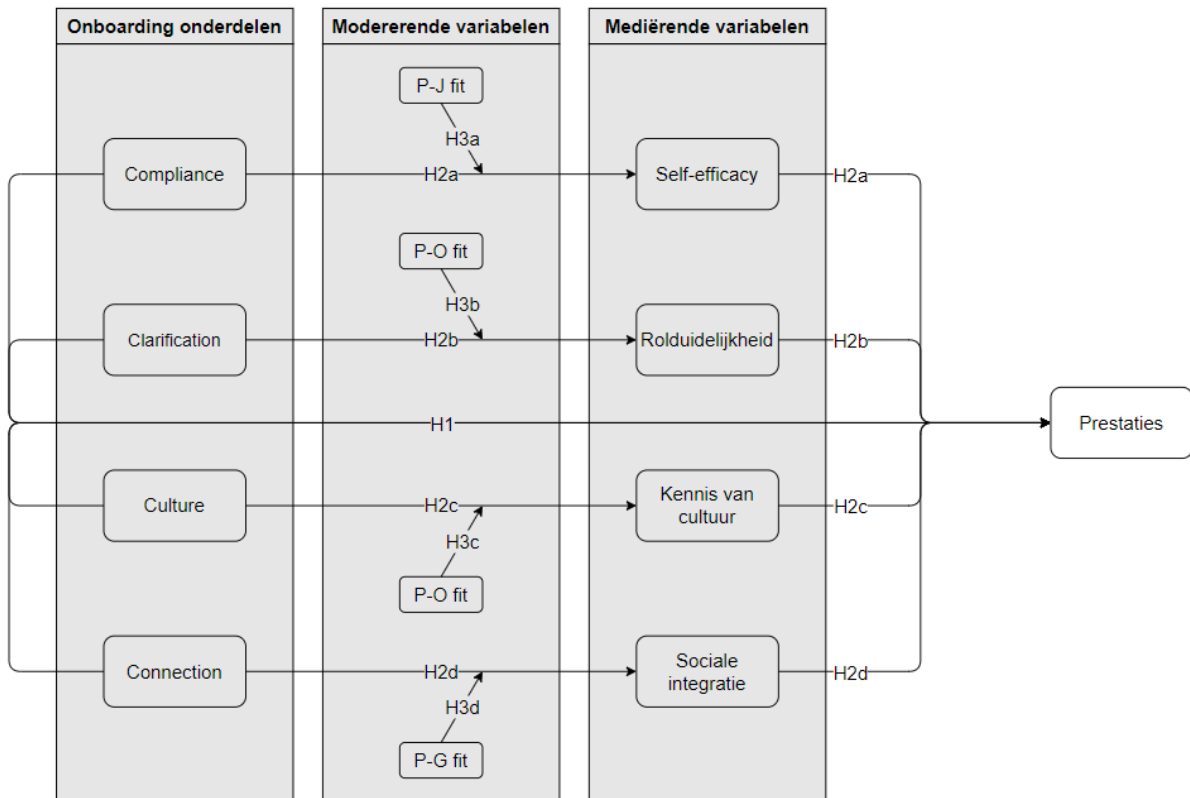 Onboarding onderdelen
Modererende variabelen
Mediërende variabelen
P-J fit
H3a
Compliance
H2a
Self-efficacy
H2a
P-O fit
H3b
Clarification
H2b
Rolduidelijkheid
H2b
H1
Prestaties
Culture
H2c
Kennis van
cultuur
H2c
H3c
P-O fit
Connection
H2d
Sociale
integratie
H2d
H3d
P-G fit